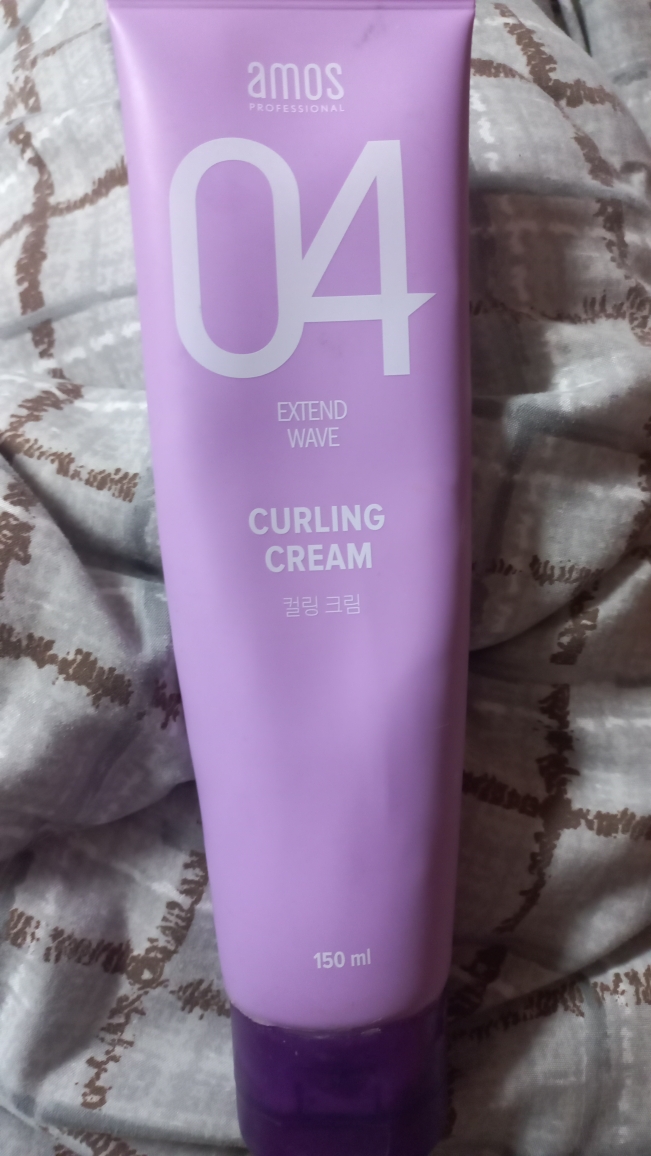 amos
PROFESSIONAL
04
EXTEND
WAVE
CURLING
CREAM
컬링 크림
150 ml